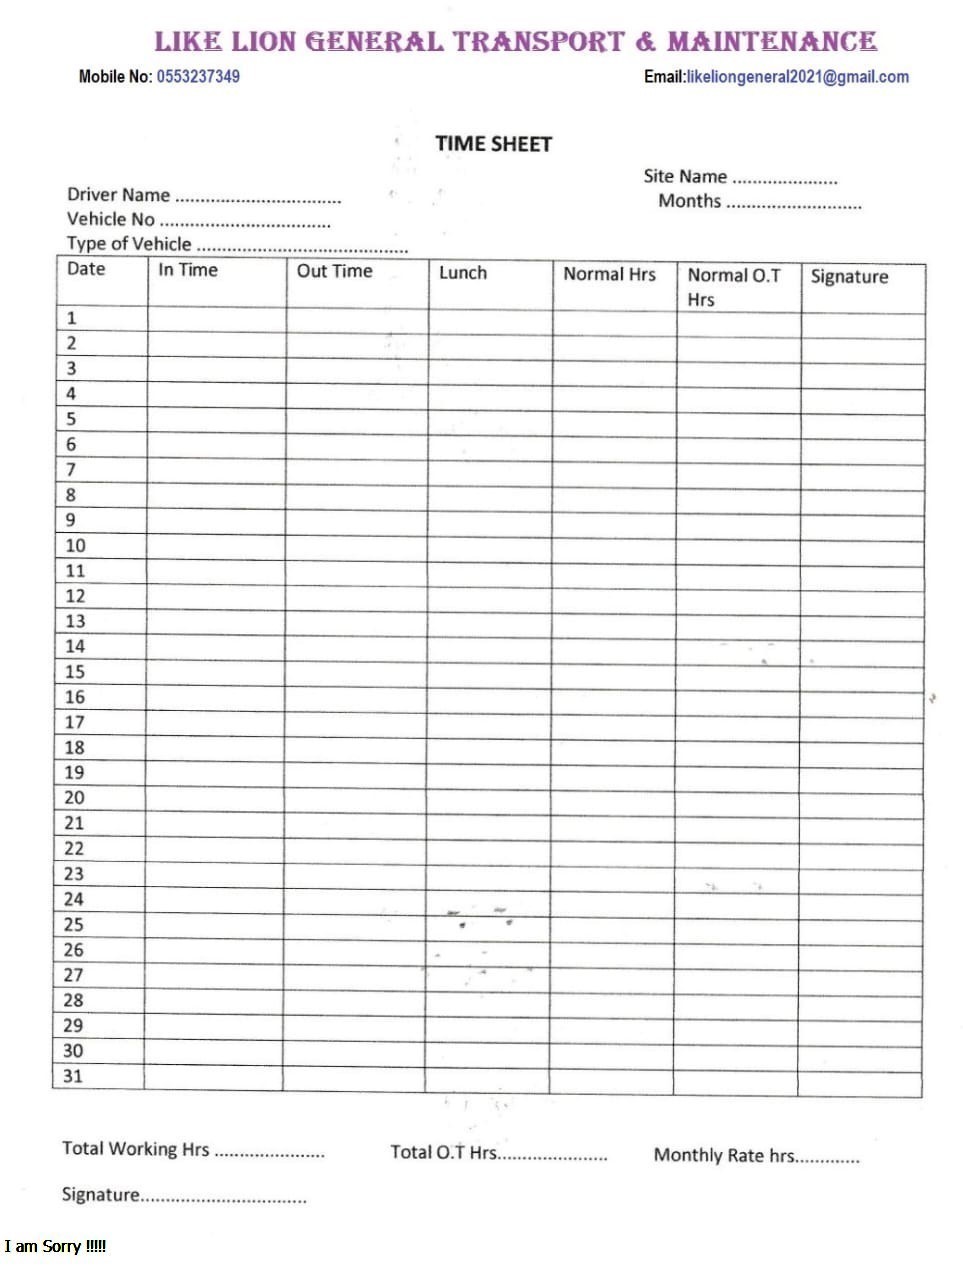 LIKE LION GENERAL TRANSPORT & MAINTENANCE
Mobile No: 0553237349 Email:likeliongeneral2021@gmail.com
TIME SHEET
Site Name .....................
Driver Name .................................
Months ...........................
Vehicle No ..................................
Type of Vehicle ..........................................
Date In Time Out Time Lunch Normal Hrs Normal O.T Signature
Hrs
1
2
3
4
5
6
7
8
9
10
11
12
13
14
15
16
17
18
19
20
21
22
23
24
25
26
27
28
29
30
31
Total Working Hrs ...................... Total O.T Hrs...................... Monthly Rate hrs.............
Signature.................................
I am Sorry !!!!!